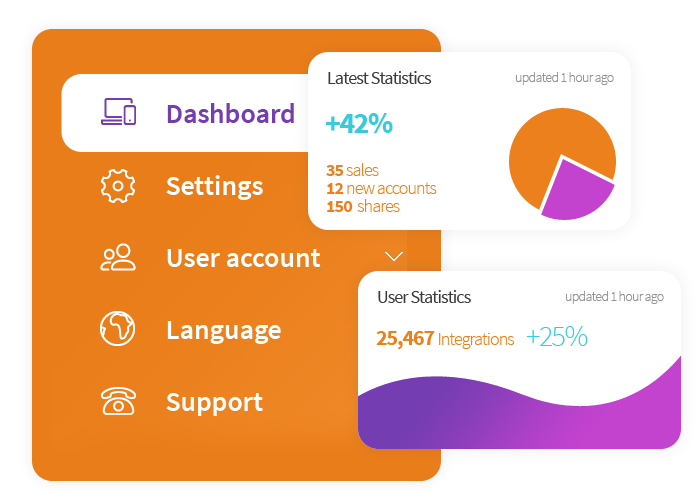 Dashboard
Settings
User account
Language
Support
Latest Statistics
updated 1 hour ago
+42%
35 sales
12 new accounts
150 shares
User Statistics
updated 1 hour ago
25,467 Integrations +25%